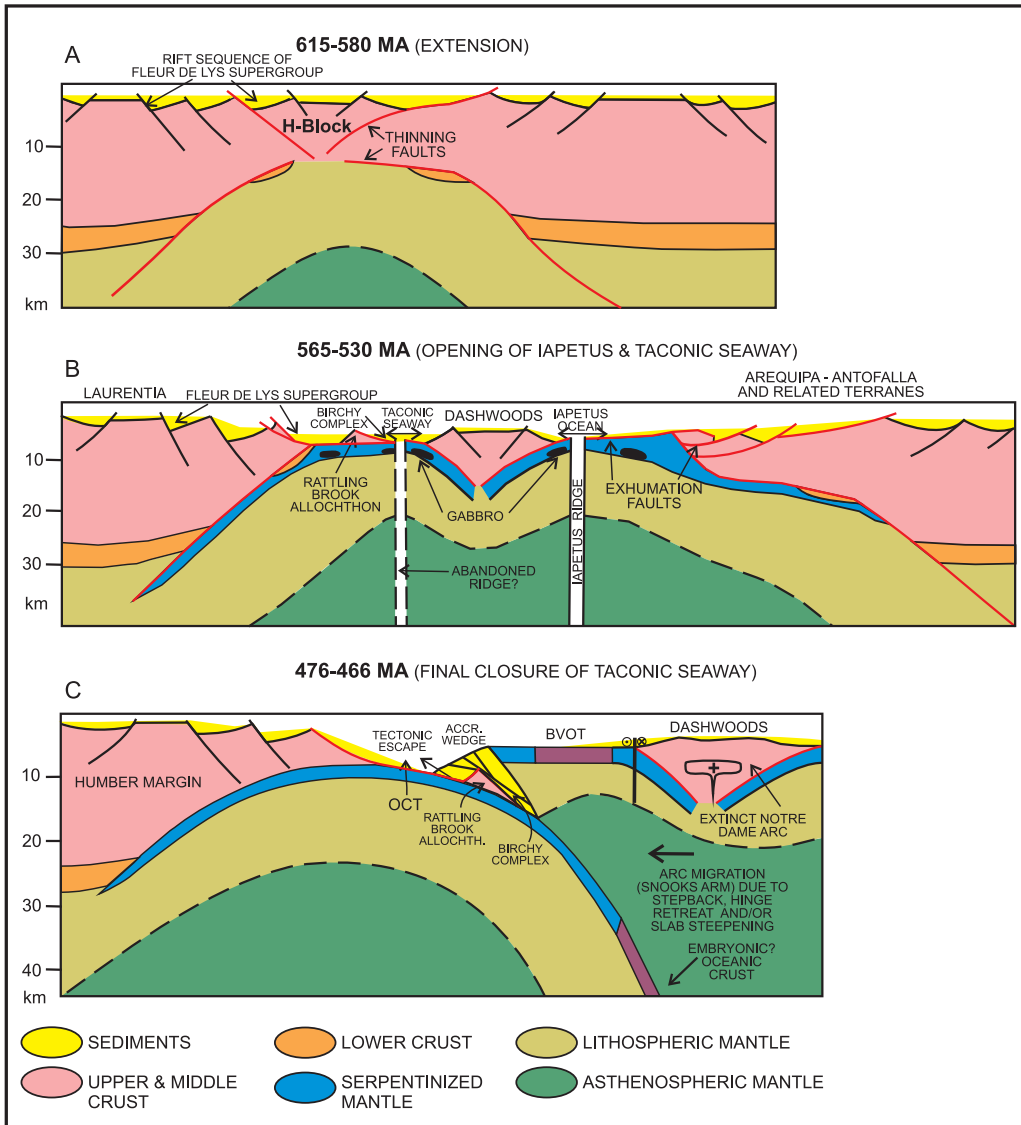 A
615-580 MA (EXTENSION)
RIFT SEQUENCE OF
FLEUR DE LYS SUPERGROUP
H-Block
THINNING
FAULTS
10
20
30
km
565-530 MA (OPENING OF IAPETUS & TACONIC SEAWAY)
B
LAURENTIA
FLEUR DE LYS SUPERGROUP
BIRCHY
COMPLEX
TACONIC
SEAWAY
DASHWOODS
IAPETUS
OCEAN
AREQUIPA - ANTOFALLA
AND RELATED TERRANES
RATTLING
BROOK
ALLOCHTHON
GABBRO
EXHUMATION
FAULTS
IAPETUS RIDGE
ABANDONED
RIDGE?
10
20
30
km
476-466 MA (FINAL CLOSURE OF TACONIC SEAWAY)
C
TECTONIC
ESCAPE
ACCR.
WEDGE
BVOT
DASHWOODS
HUMBER MARGIN
OCT
RATTLING
BROOK
ALLOCHTH.
BIRCHY
COMPLEX
+
EXTINCT NOTRE
DAME ARC
ARC MIGRATION
(SNOOKS ARM) DUE TO
STEPBACK, HINGE
RETREAT AND/OR
SLAB STEEPENING
EMBRYONIC?
OCEANIC
CRUST
10
20
30
40
km
SEDIMENTS
LOWER CRUST
LITHOSPHERIC MANTLE
UPPER & MIDDLE
CRUST
SERPENTINIZED
MANTLE
ASTHENOSPHERIC MANTLE